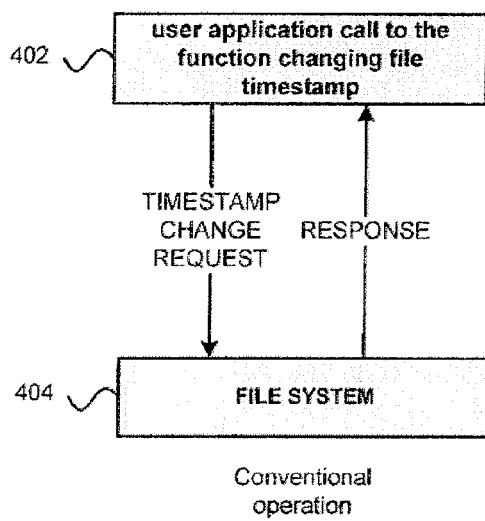 user application call to the
402
function changing file
timestamp
TIMESTAMP
CHANGE
REQUEST
RESPONSE
404
FILE SYSTEM
Conventional
operation